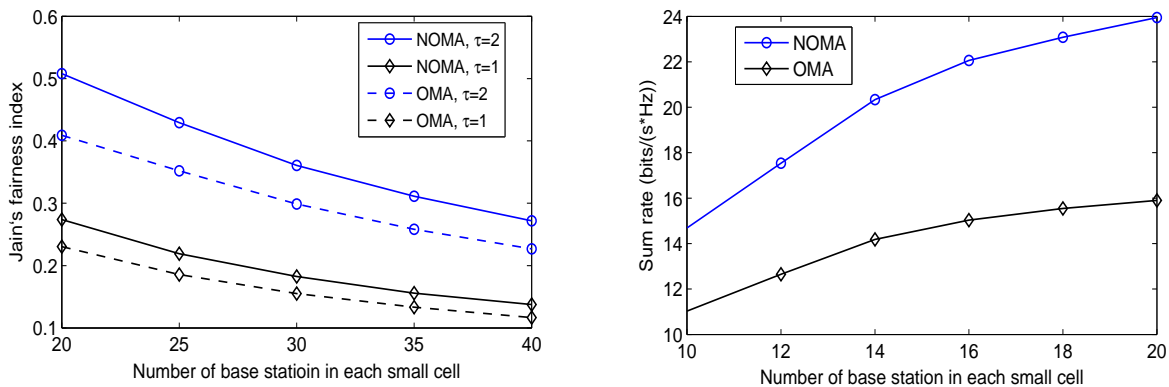 0.6
0.5
0.4
0.3
0.2
0.1
20
25
30
35
40
Jain's fairness index
Number of base statioin in each small cell
NOMA, τ=2
NOMA, τ=1
OMA, τ=2
OMA, τ=1
24
22
20
18
16
14
12
10
10
12
14
16
18
20
Sum rate (bits/(s*Hz))
Number of base station in each small cell
NOMA
OMA